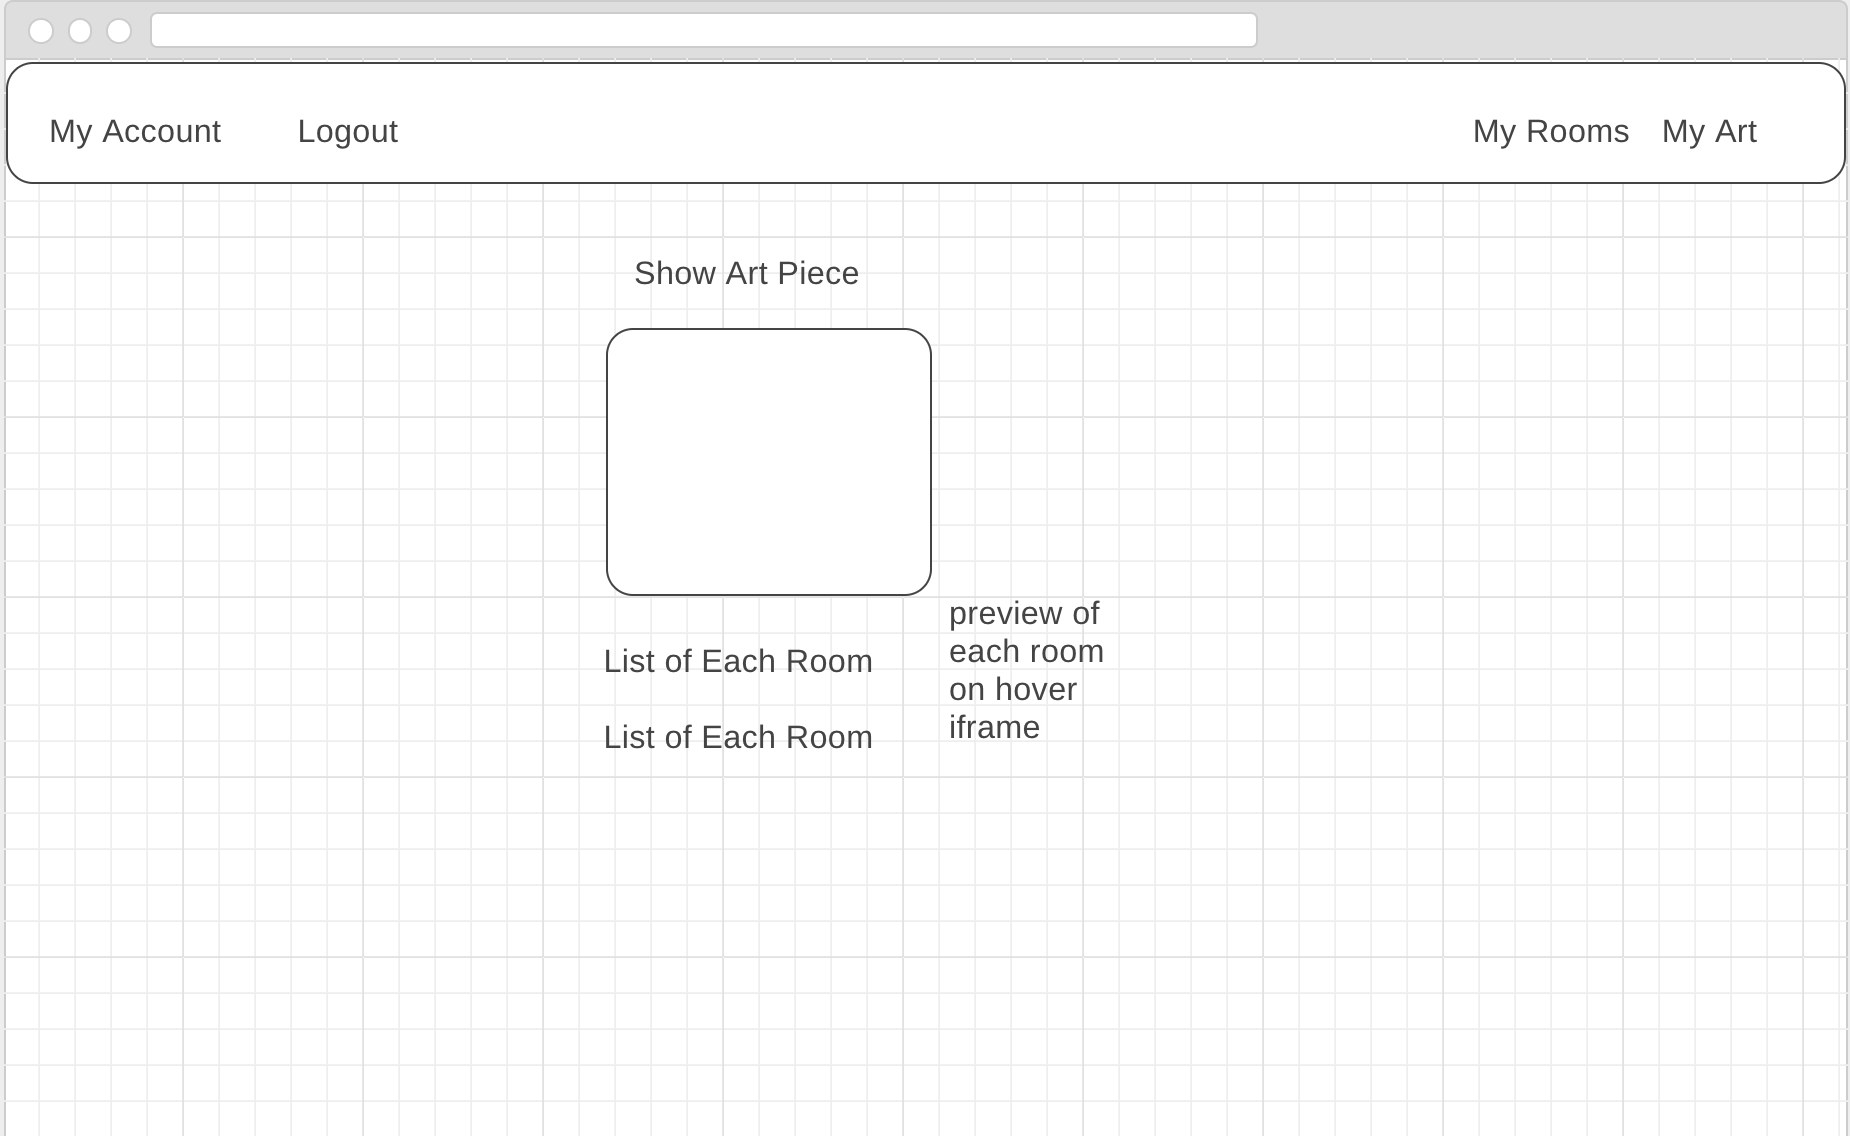 My Account
Logout
My Rooms
My Art
Show Art Piece
List of Each Room
List of Each Room
preview of
each room
on hover
iframe